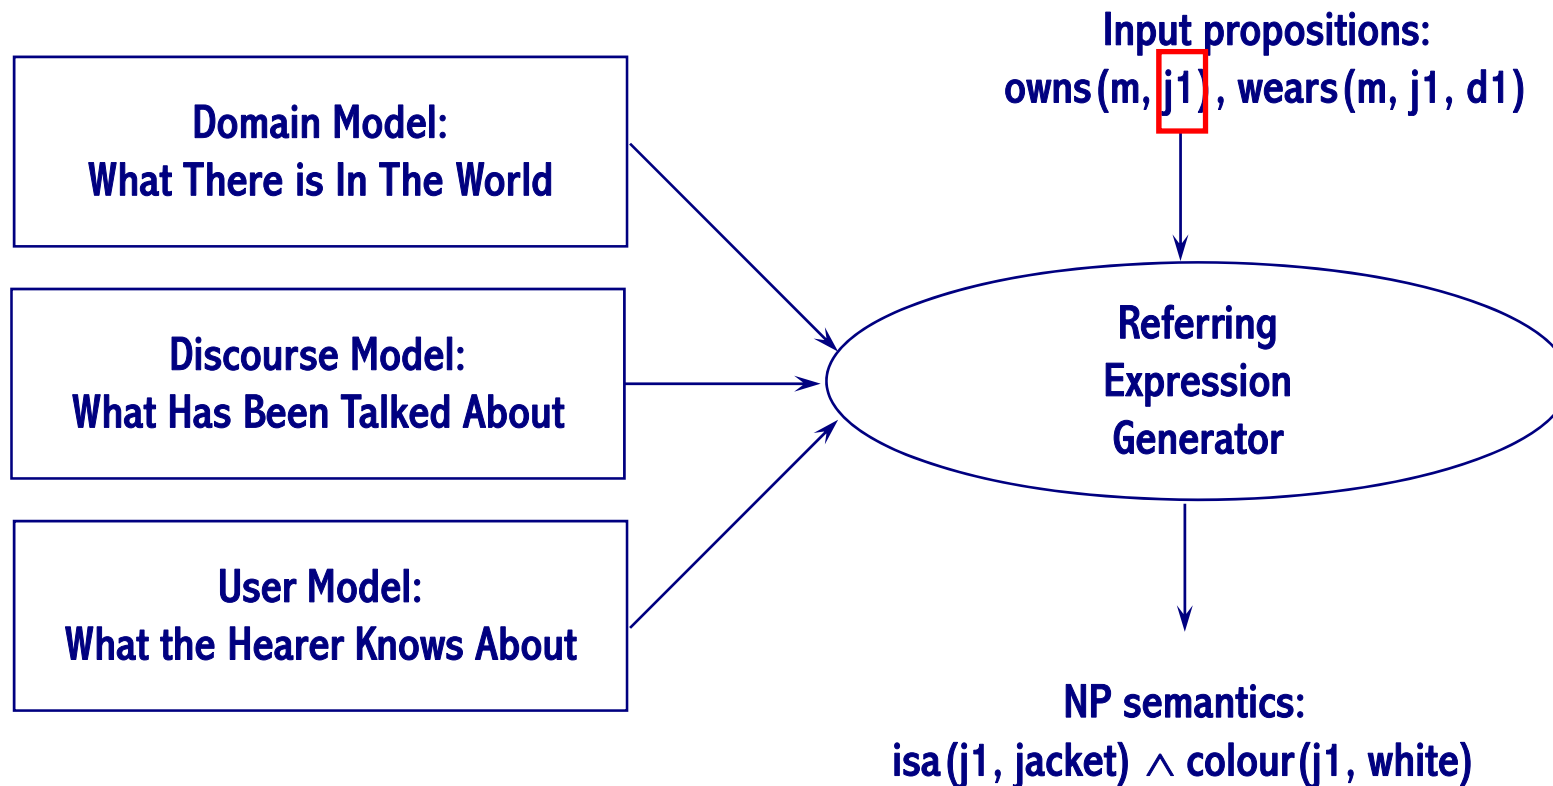 Domain Model:
What There is In The World
Discourse Model:
What Has Been Talked About
User Model:
What the Hearer Knows About
Input propositions:
owns(m, j1), wears(m, j1, d1)
Referring
Expression
Generator
NP semantics:
isa(j1, jacket) ∧ colour(j1, white)